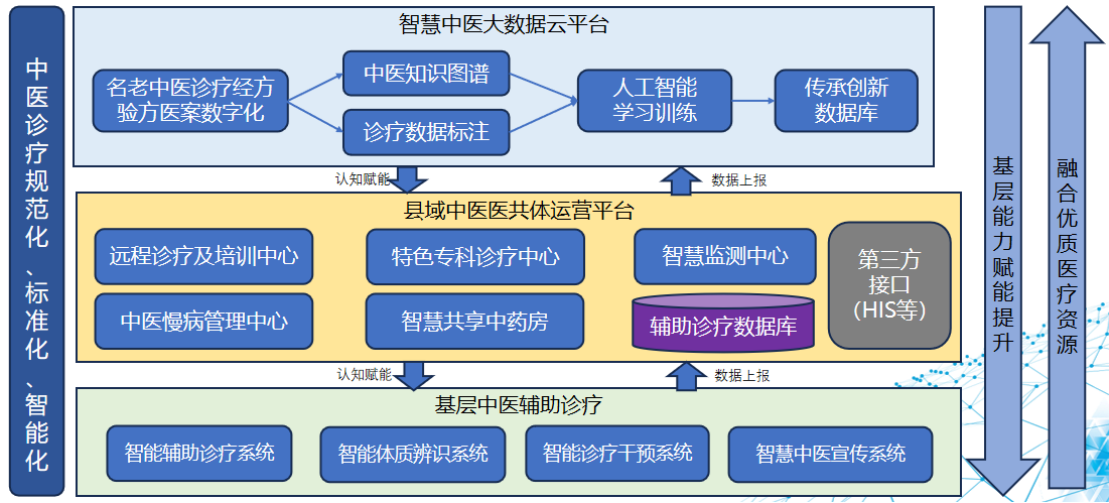 中医诊疗规范化、标准化、智能化
智慧中医大数据云平台
名老中医诊疗经方
验方医案数字化
中医知识图谱
诊疗数据标注
人工智能
学习训练
传承创新
数据库
认知赋能
数据上报
县域中医医共体运营平台
远程诊疗及培训中心
特色专科诊疗中心
智慧监测中心
中医慢病管理中心
智慧共享中药房
辅助诊疗数据库
第三方
接口
(HIS等)
认知赋能
数据上报
基层中医辅助诊疗
智能辅助诊疗系统
智能体质辨识系统
智能诊疗干预系统
智慧中医宣传系统
基层能力赋能提升
融合优质医疗资源